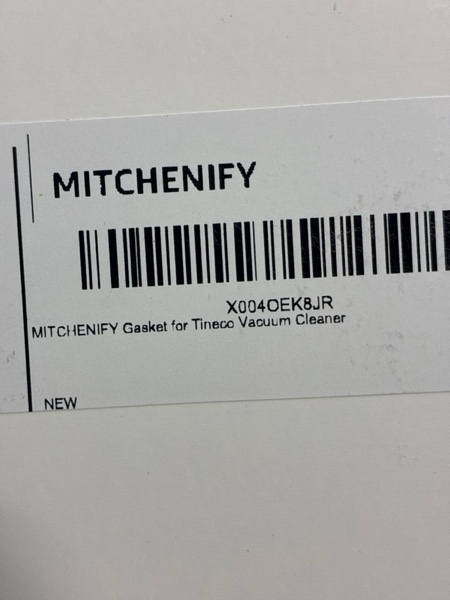 MITCHENIFY
X004OEK8JR
MITCHENIFY Gasket for Tineco Vacuum Cleaner
NEW